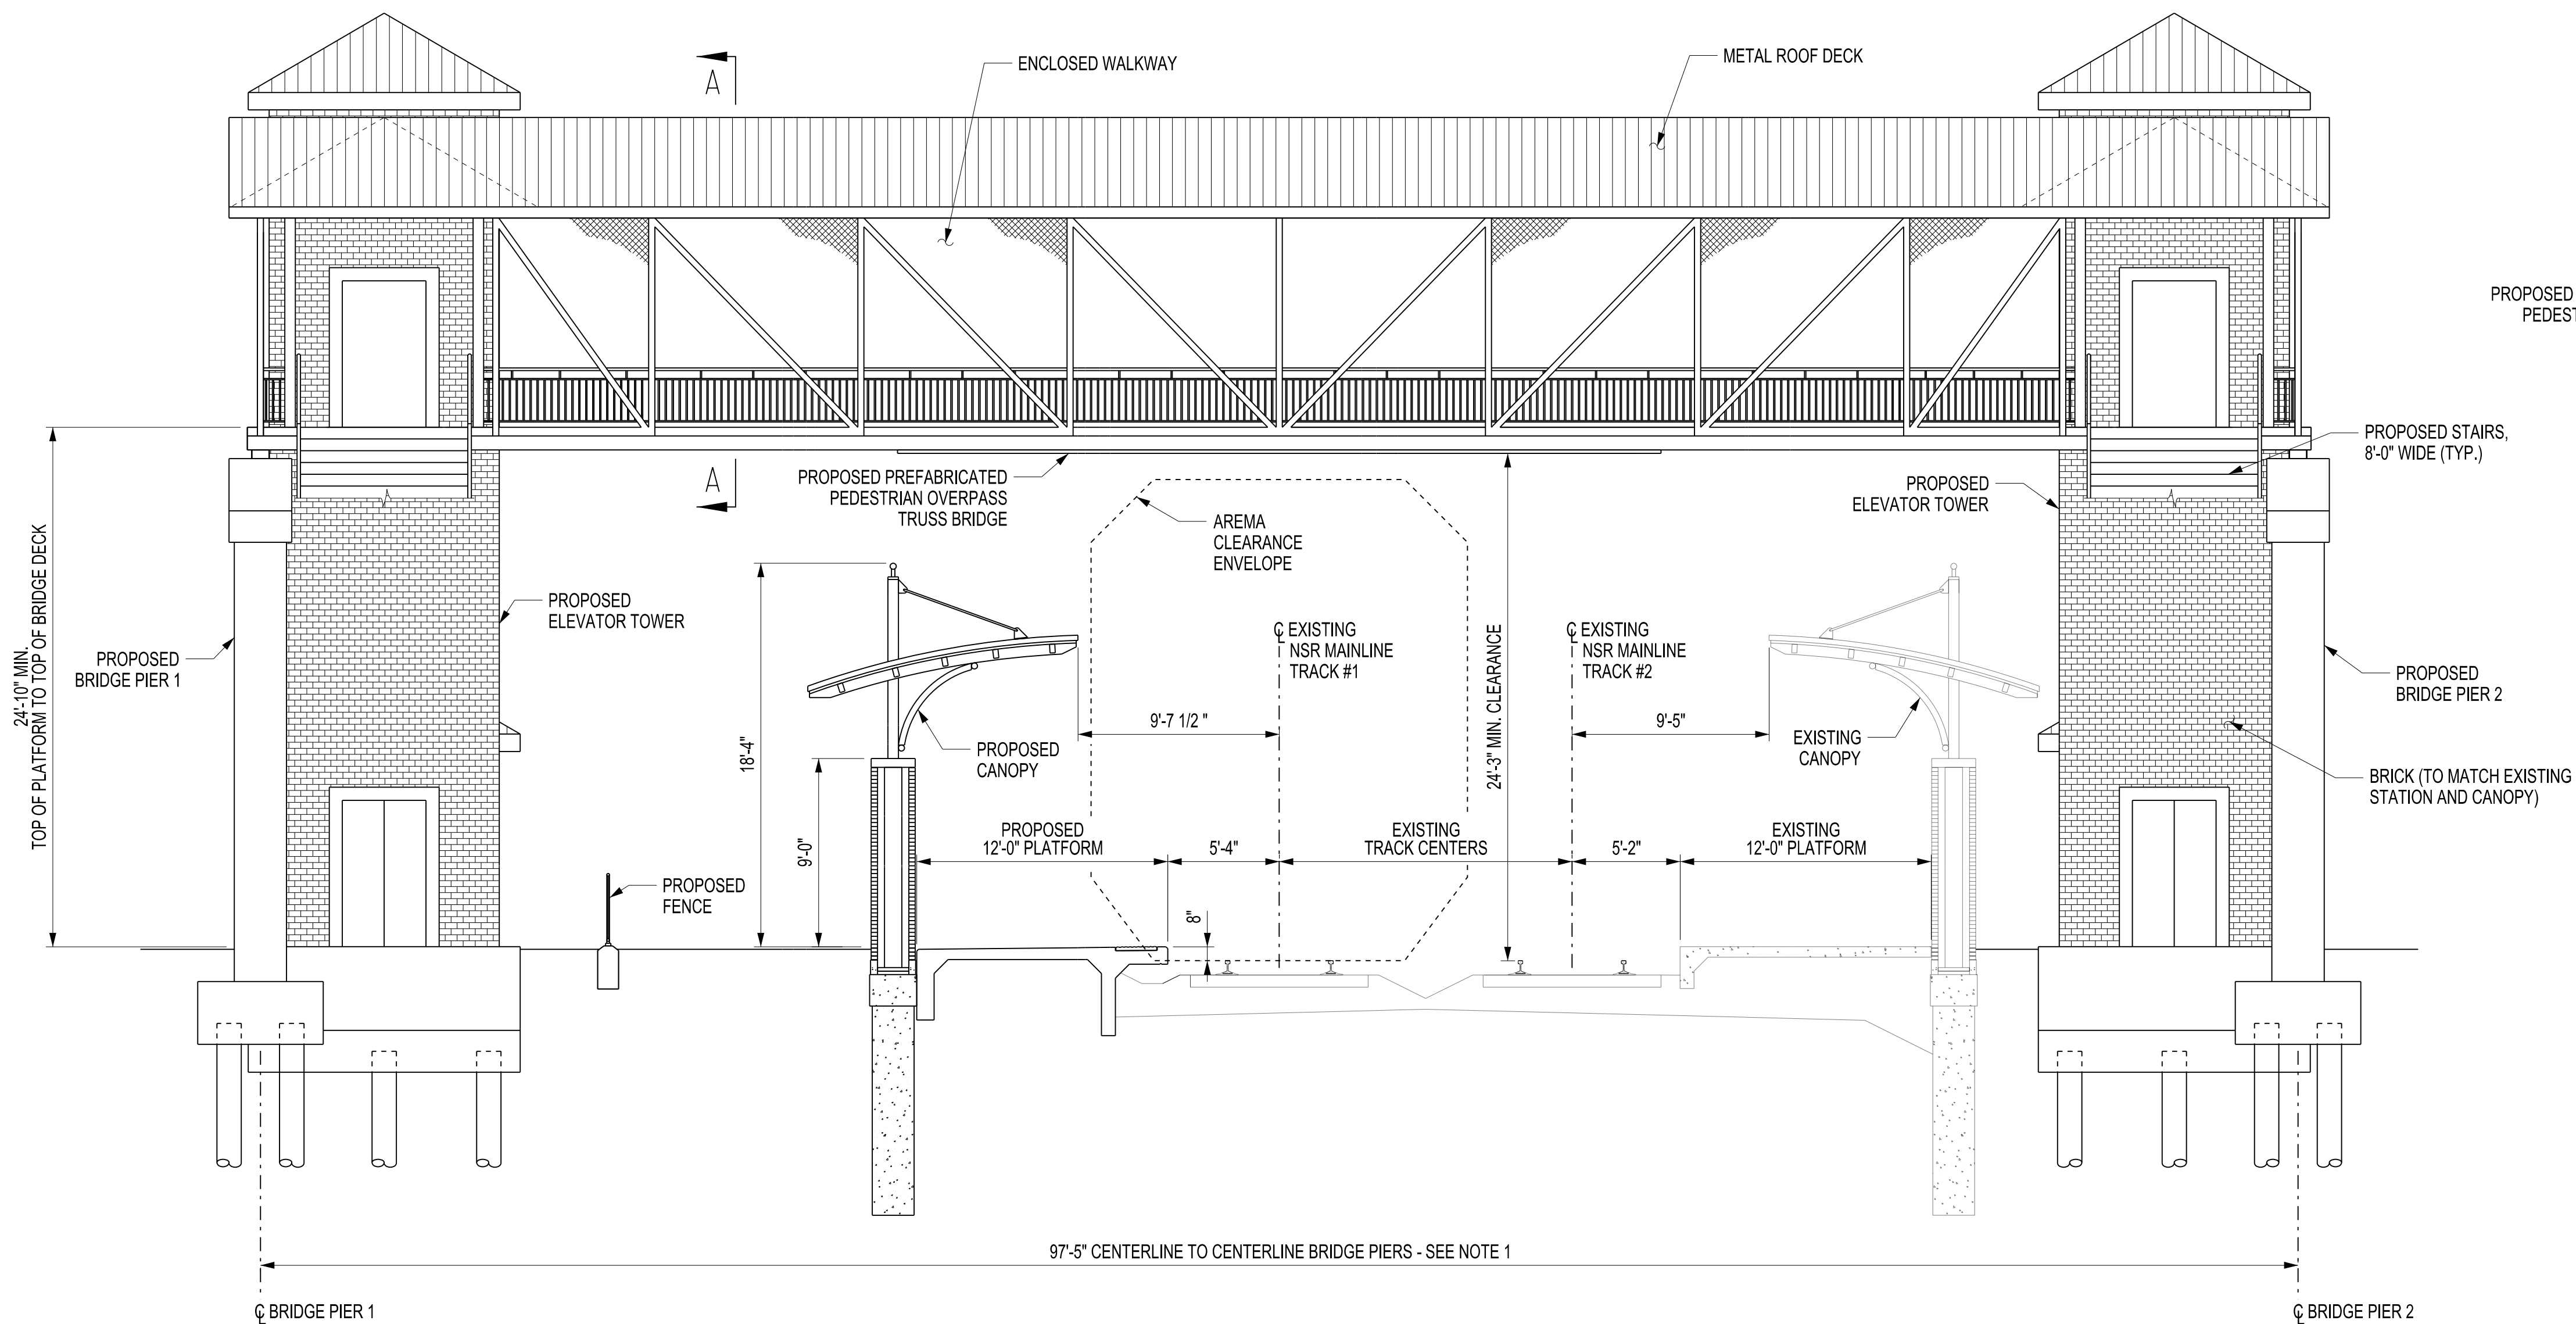 A
ENCLOSED WALKWAY
METAL ROOF DECK
PROPOSED
PEDEST
PROPOSED STAIRS,
8'-0" WIDE (TYP.)
A
PROPOSED PREFABRICATED
PEDESTRIAN OVERPASS
TRUSS BRIDGE
PROPOSED
ELEVATOR TOWER
AREMA
CLEARANCE
ENVELOPE
24'-10" MIN.
TOP OF PLATFORM TO TOP OF BRIDGE DECK
PROPOSED
BRIDGE PIER 1
PROPOSED
ELEVATOR TOWER
℄ EXISTING
NSR MAINLINE
TRACK #1
24'-3" MIN. CLEARANCE
℄ EXISTING
NSR MAINLINE
TRACK #2
PROPOSED
BRIDGE PIER 2
18'-4"
9'-7 1/2 "
9'-5"
PROPOSED
CANOPY
EXISTING
CANOPY
BRICK (TO MATCH EXISTING
STATION AND CANOPY)
9'-0"
PROPOSED
12'-0" PLATFORM
5'-4"
EXISTING
TRACK CENTERS
5'-2"
EXISTING
12'-0" PLATFORM
PROPOSED
FENCE
8"
97'-5" CENTERLINE TO CENTERLINE BRIDGE PIERS - SEE NOTE 1
℄ BRIDGE PIER 1
℄ BRIDGE PIER 2